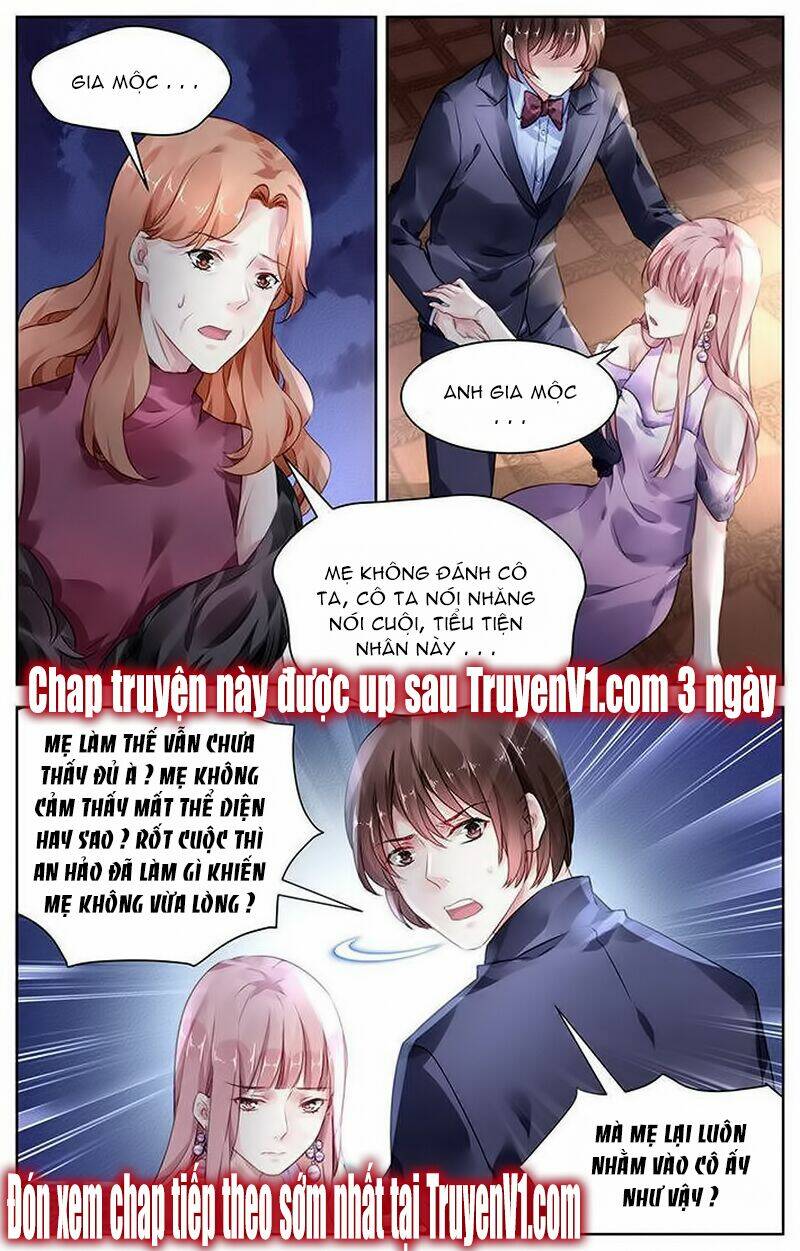 GIA MỘC . . .
ANH GIA MỘC
. . .
MẸ KHÔNG ĐÁNH CÔ
TA, CÔ TA NÓI NHĂNG
NÓI CUỘI, TIỂU TIỆN
NHÂN NÀY . . .
Chap truyện này được up sau TruyenV1.com 3 ngày
MẸ LÀM THẾ VẪN CHƯA
THẤY ĐỦ À ? MẸ KHÔNG
CẢM THẤY MẤT THỂ DIỆN
HAY SAO ? RỐT CUỘC THÌ
AN HẢO ĐÃ LÀM GÌ KHIẾN
MẸ KHÔNG VỪA LÒNG ?
MÀ MẸ LẠI LUÔN
NHẰM VÀO CÔ ẤY
NHƯ VẬY ?
Đón xem chap tiếp theo sớm nhất tại TruyenV1.com